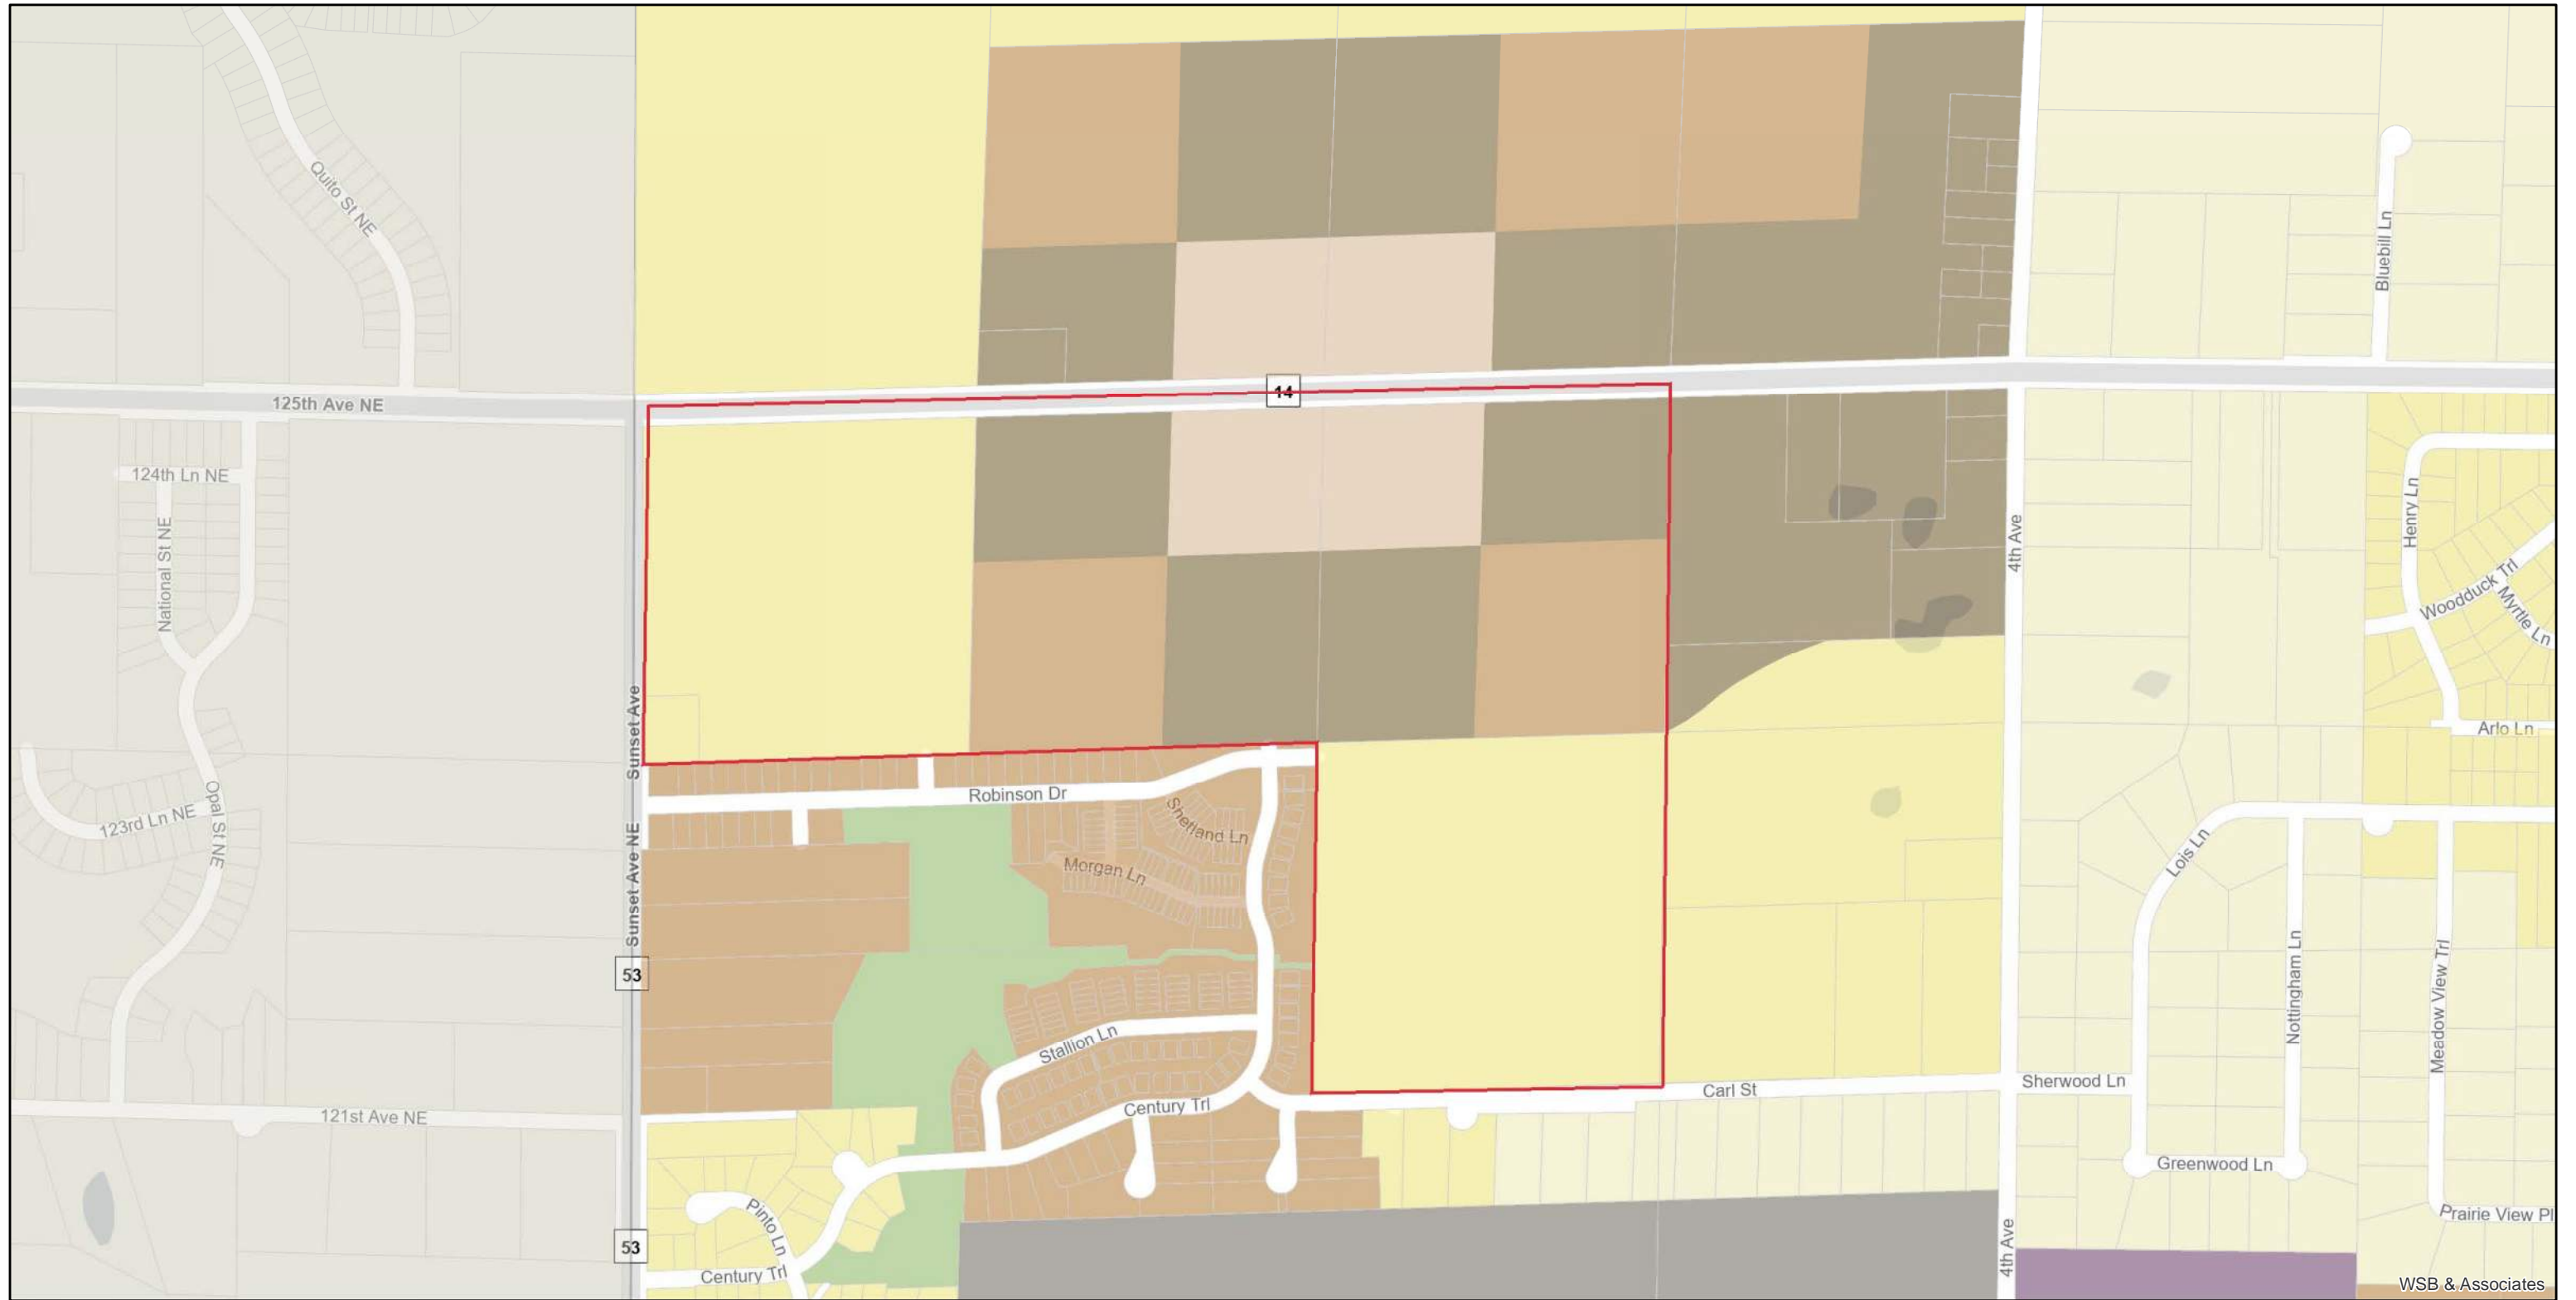 Quito St NE
Bluebill Ln
125th Ave NE
14
124th Ln NE
National St NE
Henry Ln
4th Ave
Woodduck Trl
Myrtle Ln
Sunset Ave
Arlo Ln
Opal St NE
123rd Ln NE
Robinson Dr
Shetland Ln
Morgan Ln
Lois Ln
Sunset Ave NE
53
Nottingham Ln
Meadow View Trl
Stallion Ln
Carl St
Sherwood Ln
Century Trl
121st Ave NE
Greenwood Ln
Pinto Ln
Prairie View Pl
53
4th Ave
Century Trl
WSB & Associates